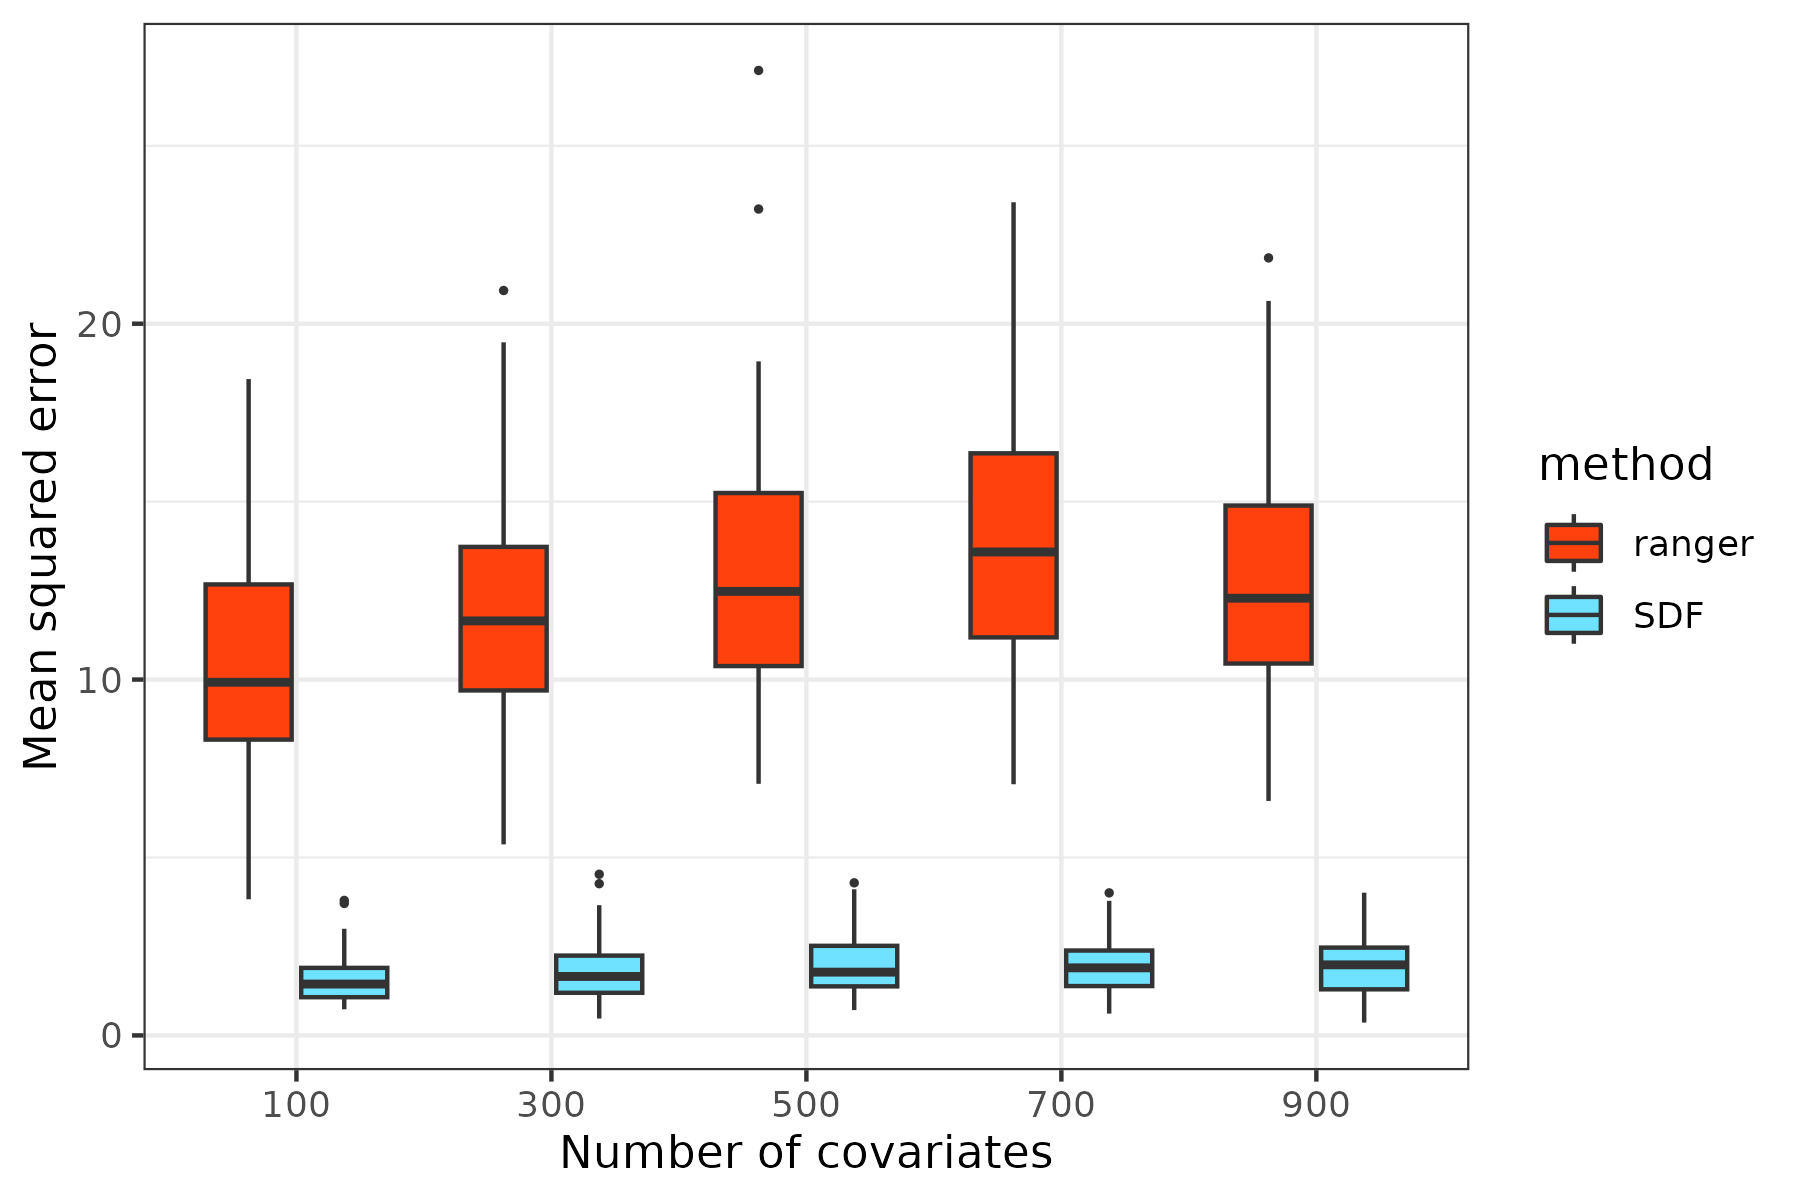 Mean squared error
20
10
0
100 300 500 700 900
Number of covariates
method
ranger
SDF